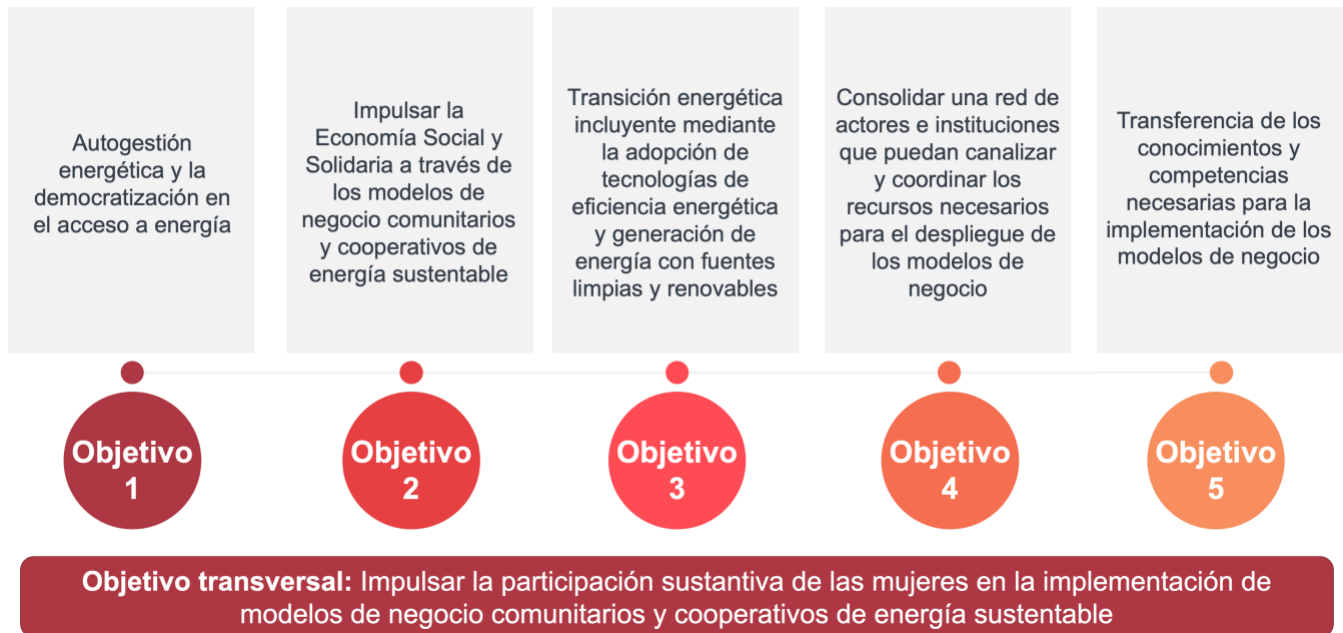 Autogestión
energética y la
democratización en
el acceso a energía
Impulsar la
Economía Social y
Solidaria a través de
los modelos de
negocio comunitarios
y cooperativos de
energía sustentable
Transición energética
incluyente mediante
la adopción de
tecnologías de
eficiencia energética
y generación de
energía con fuentes
limpias y renovables
Consolidar una red de
actores e instituciones
que puedan canalizar
y coordinar los
recursos necesarios
para el despliegue de
los modelos de
negocio
Transferencia de los
conocimientos y
competencias
necesarias para la
implementación de los
modelos de negocio
Objetivo
1
Objetivo
2
Objetivo
3
Objetivo
4
Objetivo
5
Objetivo transversal: Impulsar la participación sustantiva de las mujeres en la implementación de
modelos de negocio comunitarios y cooperativos de energía sustentable